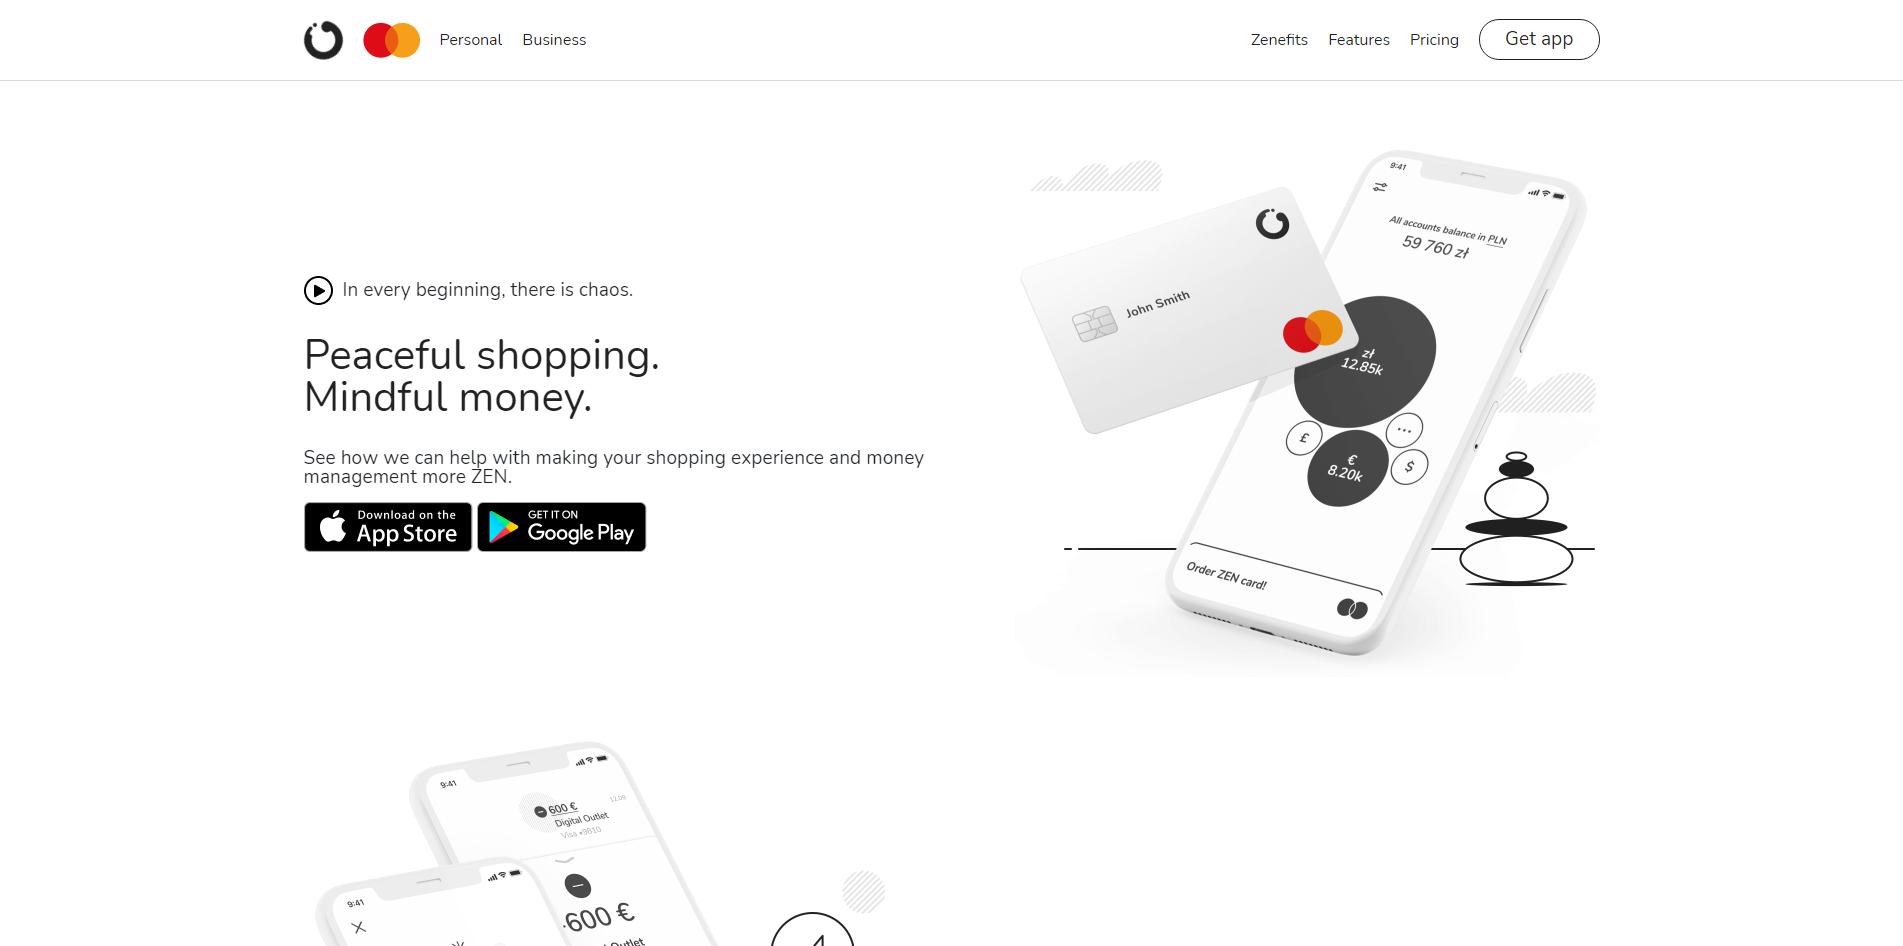 Personal
Business
Zenefits
Features
Pricing
Get app
In every beginning, there is chaos.
Peaceful shopping.
Mindful money.
See how we can help with making your shopping experience and money
management more ZEN.
Download on the
App Store
GET IT ON
Google Play
John Smith
9:41
All accounts balance in PLN
59 760 zł
zł
12.85k
£
...
€
8.20k
$
Order ZEN card!
9:41
600 €
12.09
Digital Outlet
Visa •9810
-600 €
Outlet
9:41